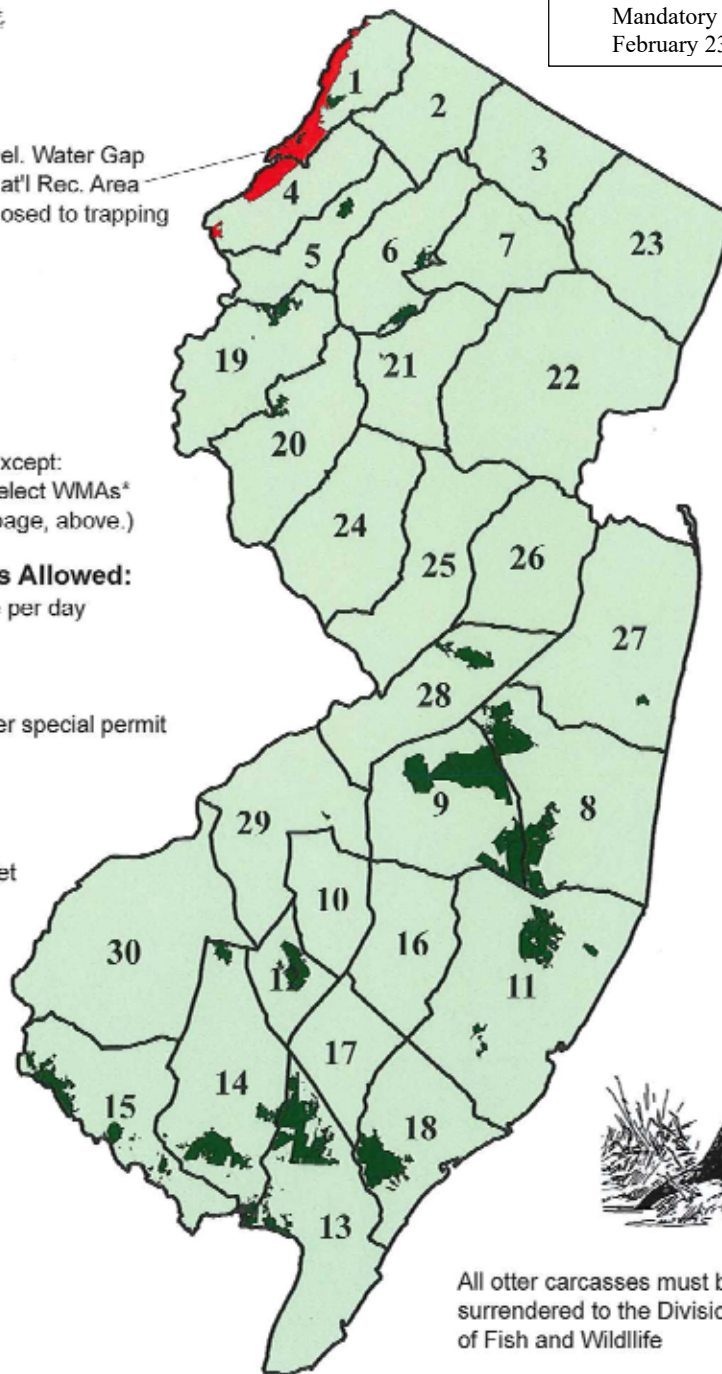 Mandatory
February 23
el. Water Gap
at'l Rec. Area
osed to trapping
1
2
3
4
5
6
7
23
19
20
21
22
xcept:
elect WMAs*
page, above.)
24
25
26
s Allowed:
e per day
27
28
er special permit
9
8
29
et
10
16
30
12
11
17
14
15
18
13
All otter carcasses must b
surrendered to the Division
of Fish and Wildllife